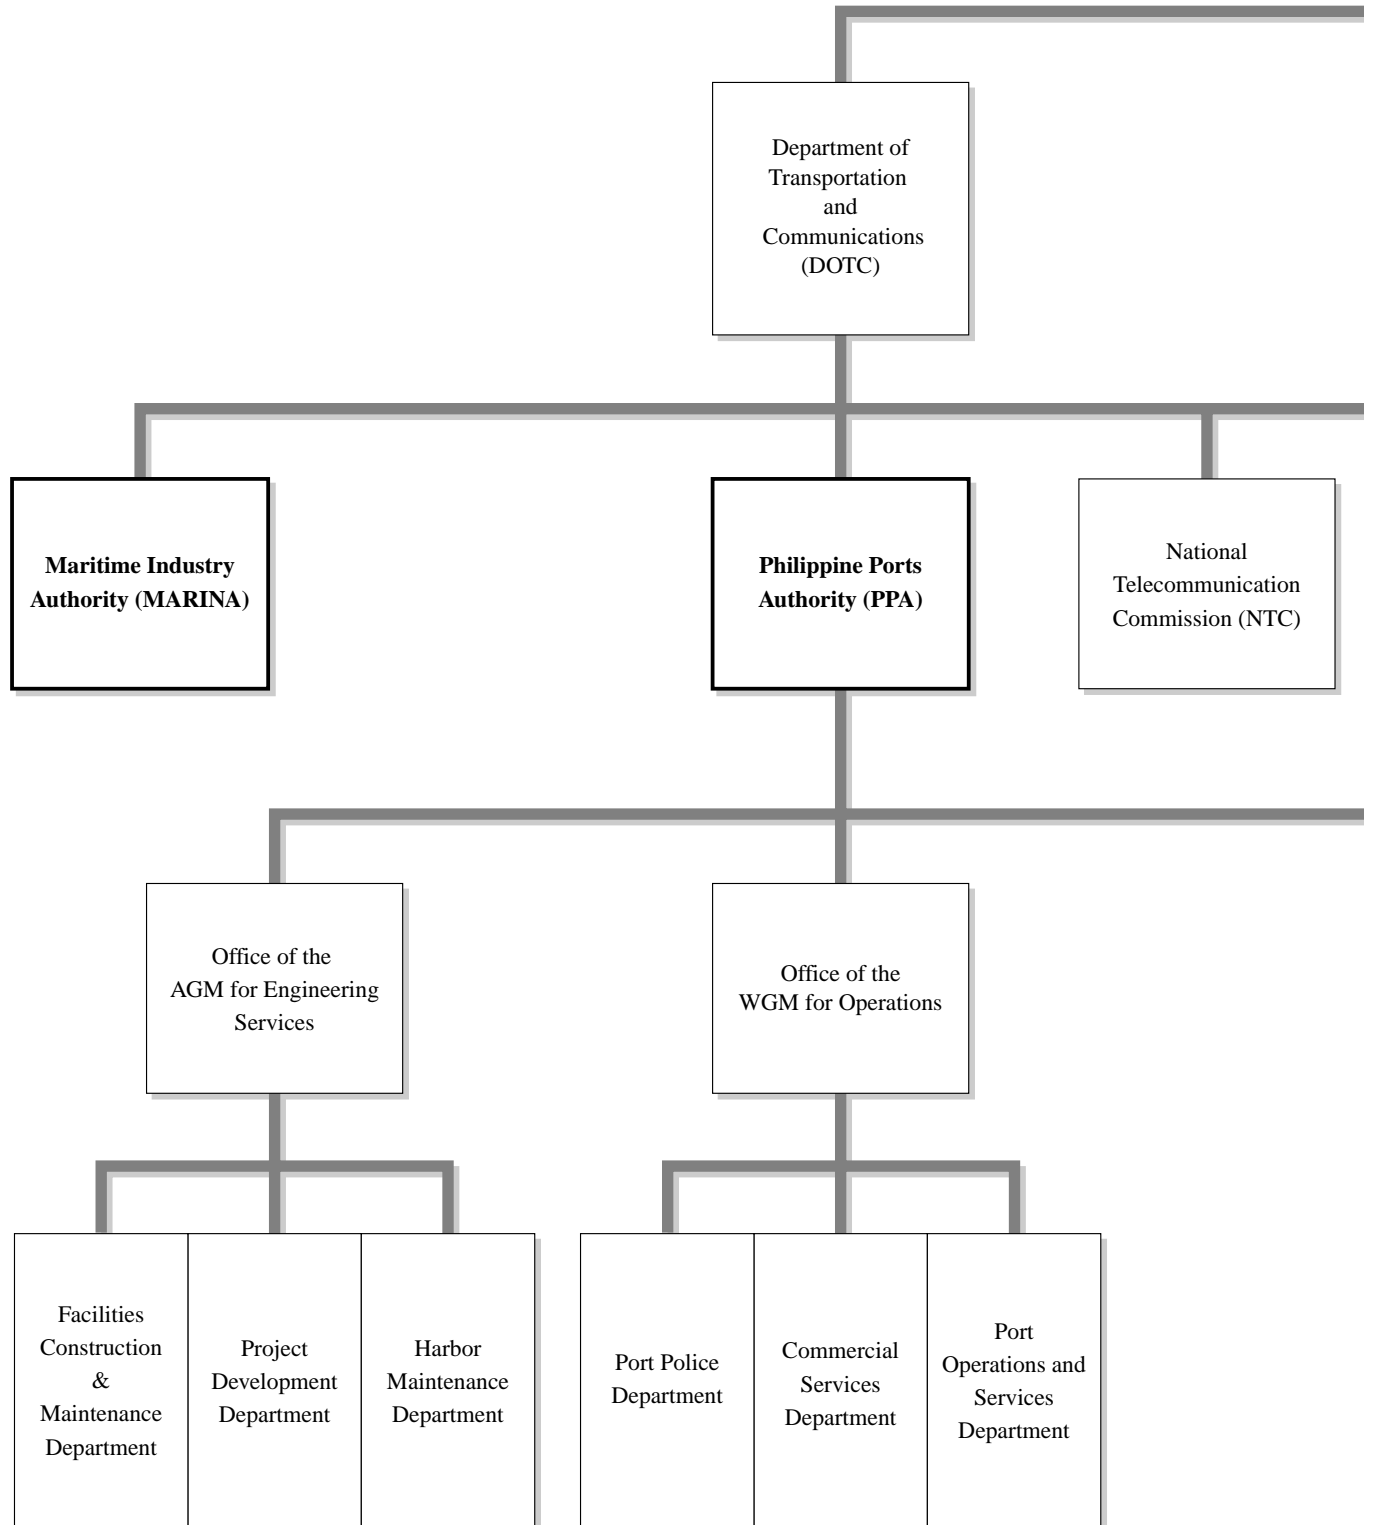 Department of
Transportation
and
Communications
(DOTC)
Maritime Industry
Authority (MARINA)
Philippine Ports
Authority (PPA)
National
Telecommunication
Commission (NTC)
Office of the
AGM for Engineering
Services
Office of the
WGM for Operations
Facilities
Construction
&
Maintenance
Department
Project
Development
Department
Harbor
Maintenance
Department
Port Police
Department
Commercial
Services
Department
Port
Operations and
Services
Department